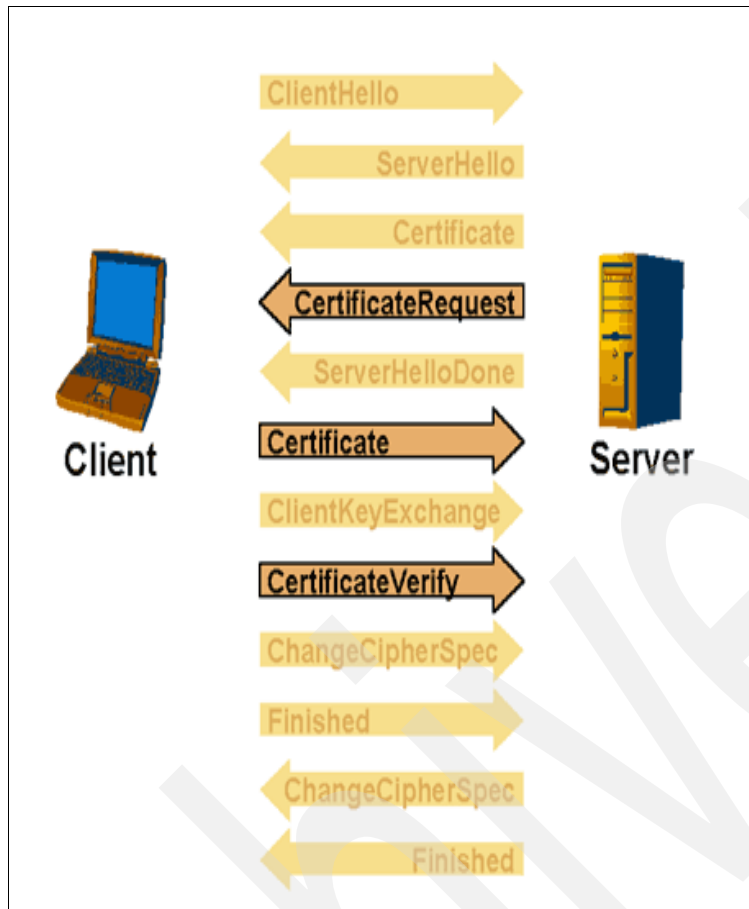 ClientHello
ServerHello
Certificate
CertificateRequest
ServerHelloDone
Certificate
Client
Server
ClientKeyExchange
CertificateVerify
ChangeCipherSpec
Finished
ChangeCipherSpec
Finished